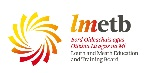 lmetb
Bord Oideachais agus
Oiliúna Lú agus na Mí
Louth and Meath Education
and Training Board